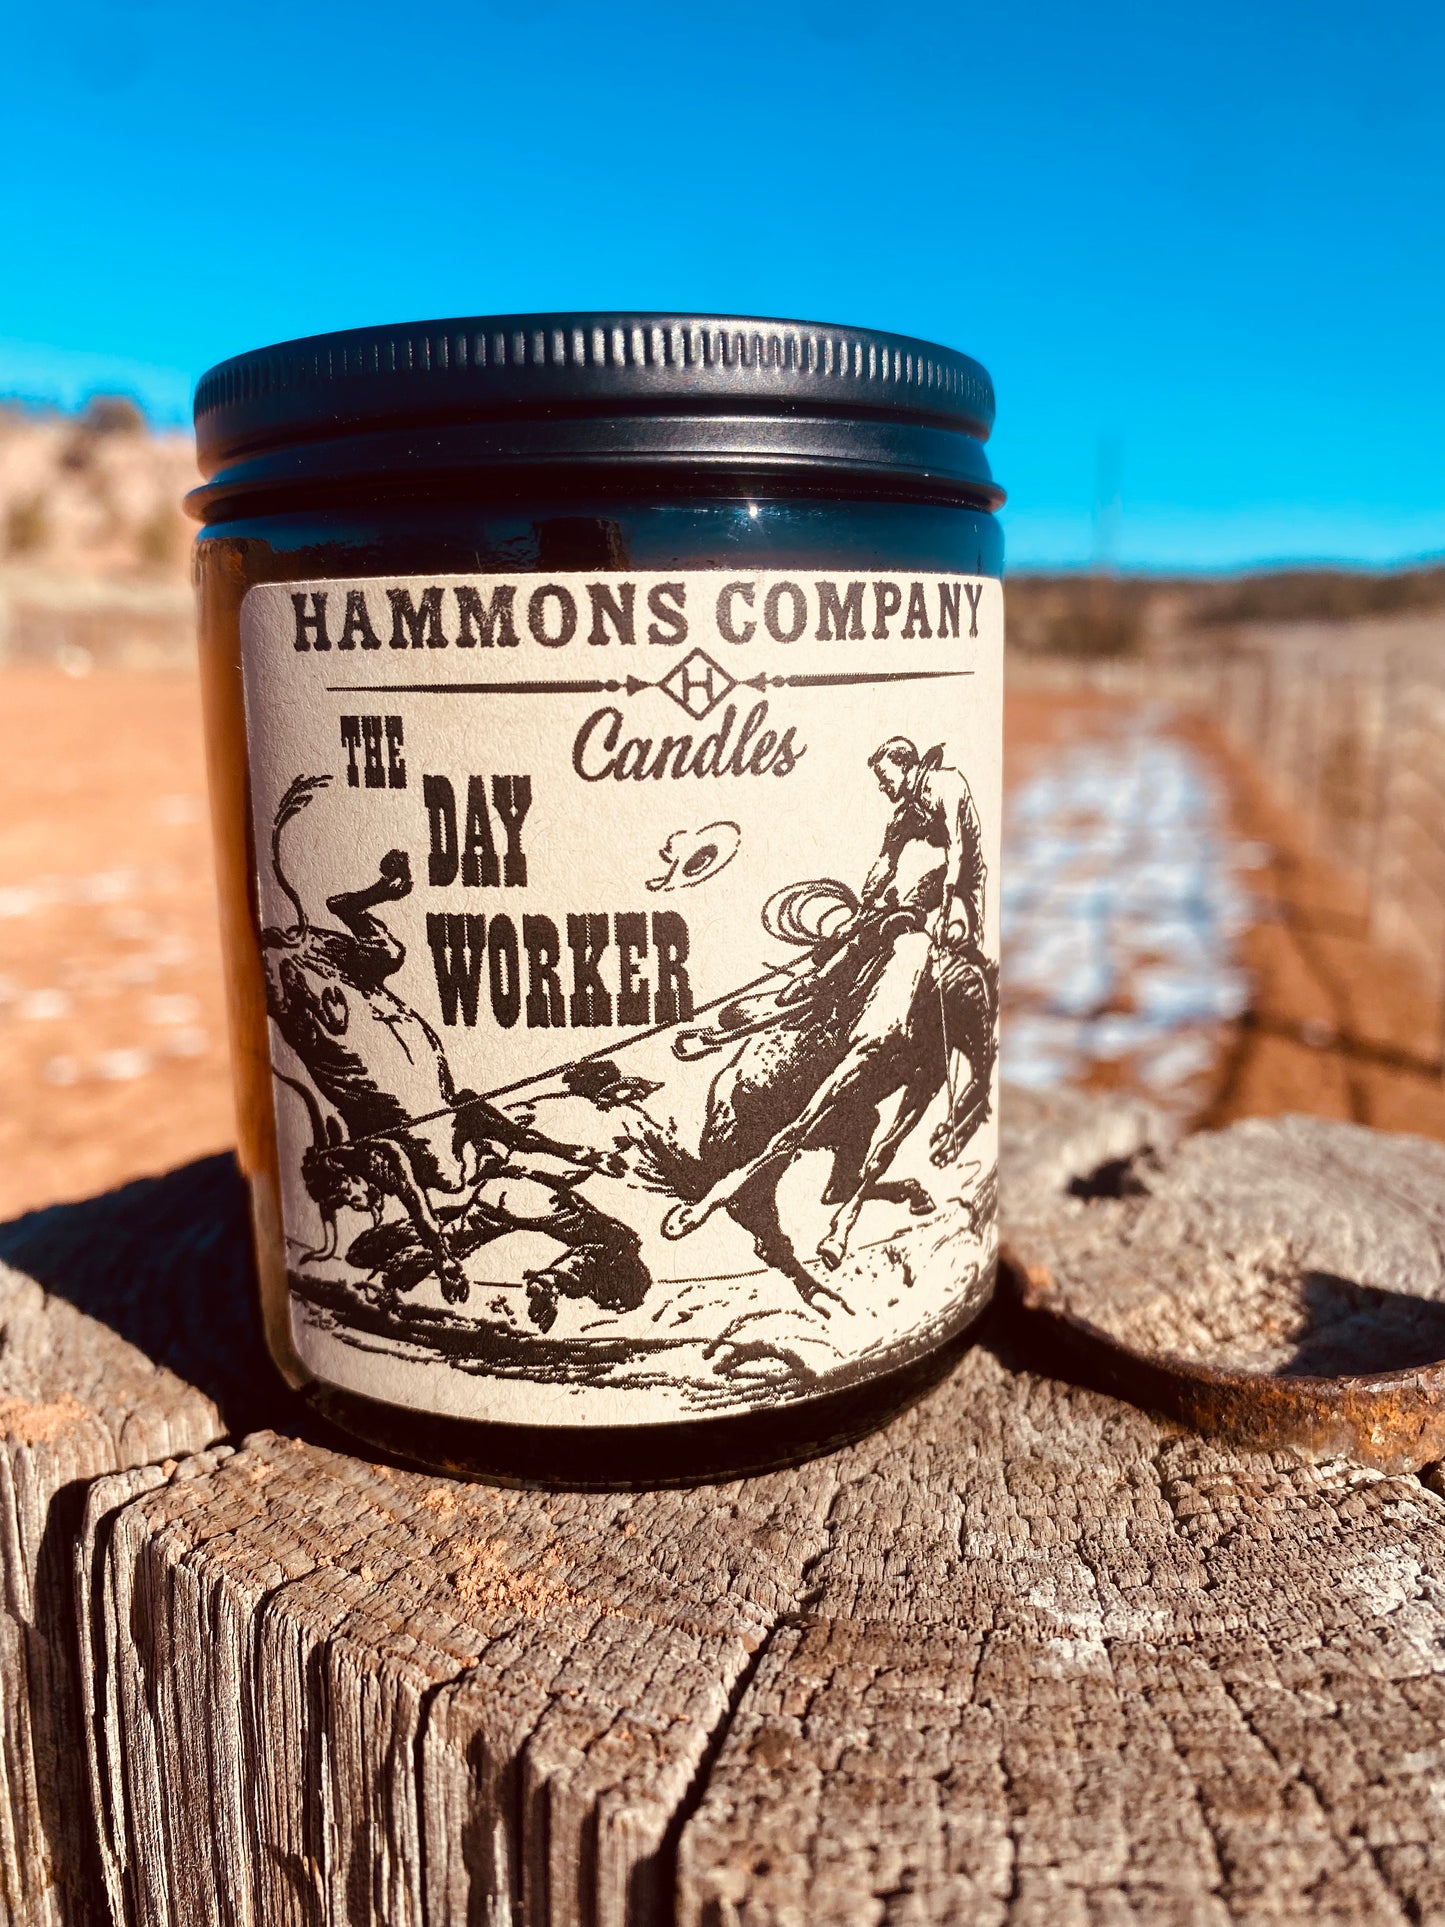 HAMMONS COMPANY
H
Candles
THE
DAY
WORKER